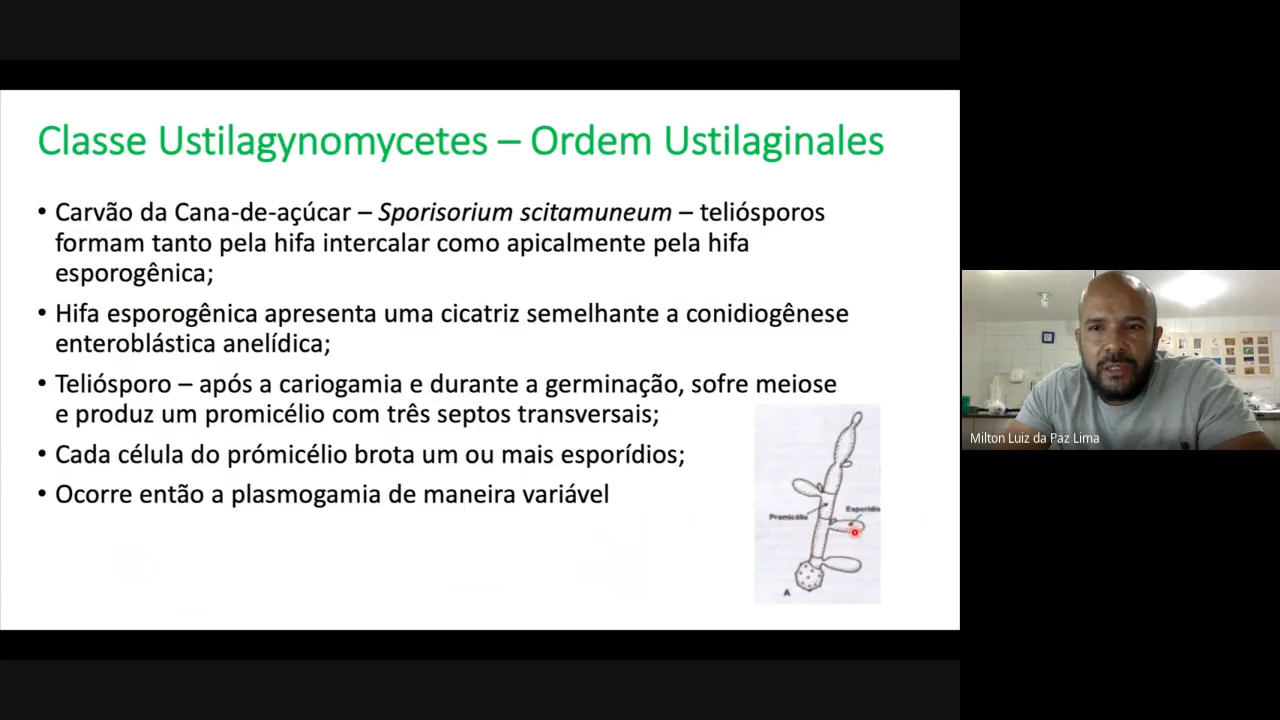 Classe Ustilagynomycetes – Ordem Ustilaginales
• Carvão da Cana-de-açúcar – Sporisorium scitamuneum – teliósporos
formam tanto pela hifa intercalar como apicalmente pela hifa
esporogênica;
• Hifa esporogênica apresenta uma cicatriz semelhante a conidiogênese
enteroblástica anelídica;
• Teliósporo – após a cariogamia e durante a germinação, sofre meiose
e produz um promicélio com três septos transversais;
• Cada célula do prómicélio brota um ou mais esporídios;
• Ocorre então a plasmogamia de maneira variável
Esporídio
Promicélio
A
Milton Luiz da Paz Lima